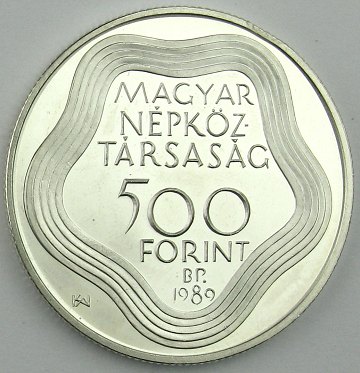 MAGYAR
NÉPKÖZ
TÁRSASÁG
500
FORINT
BP.
1989